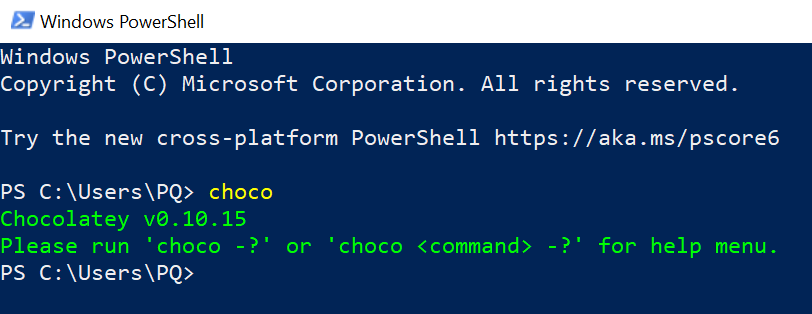 Windows PowerShell
Windows PowerShell
Copyright (C) Microsoft Corporation. All rights reserved.
Try the new cross-platform PowerShell https://aka.ms/pscore6
PS C:\Users\PQ> choco
Chocolatey v0.10.15
Please run 'choco -?' or 'choco <command> -?' for help menu.
PS C:\Users\PQ>